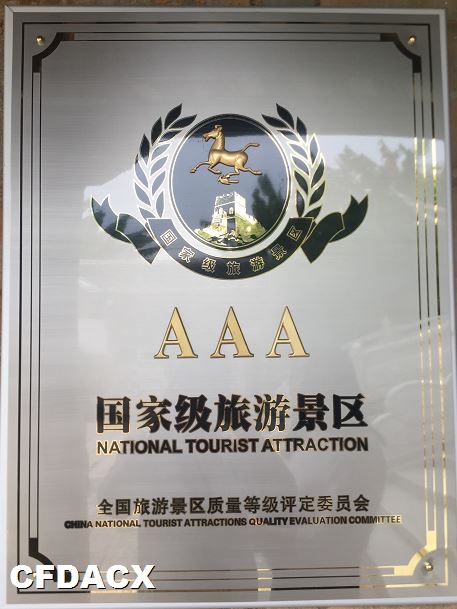 国家级旅游景区
AAA
国家级旅游景区
NATIONAL TOURIST ATTRACTION
全国旅游景区质量等级评定委员会
CHINA NATIONAL TOURIST ATTRACTIONS QUALITY EVALUATION COMMITTEE
CFDACX